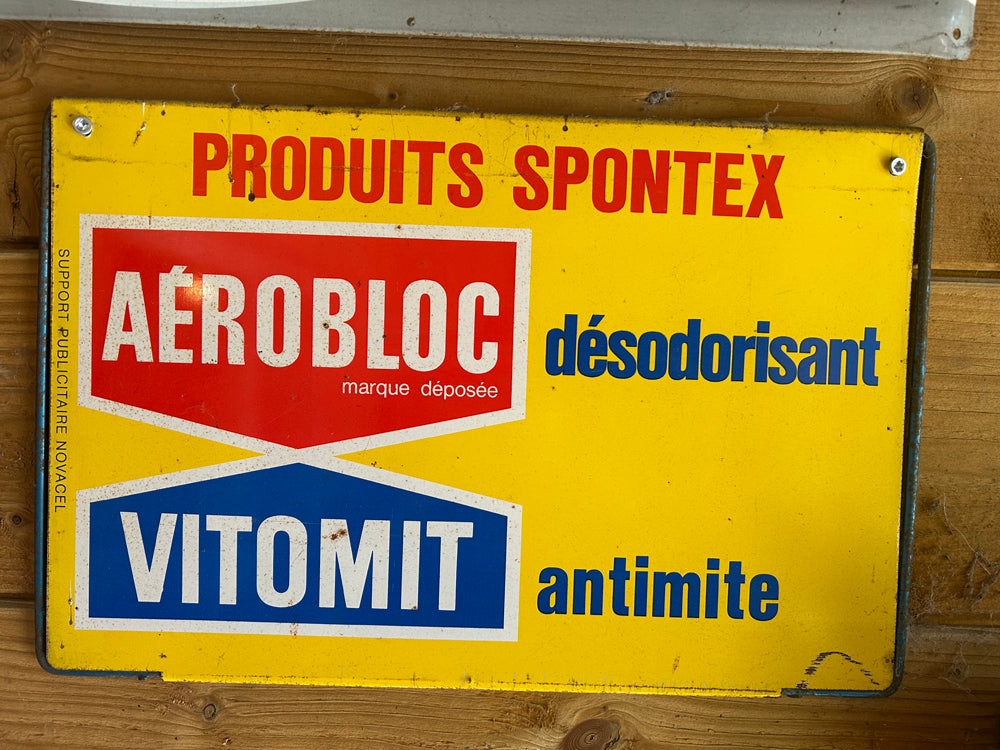 PRODUITS SPONTEX
AÉROBLOC
marque déposée
désodorisant
VITOMIT
antimite
SUPPORT PUBLICITAIRE NOVACEL